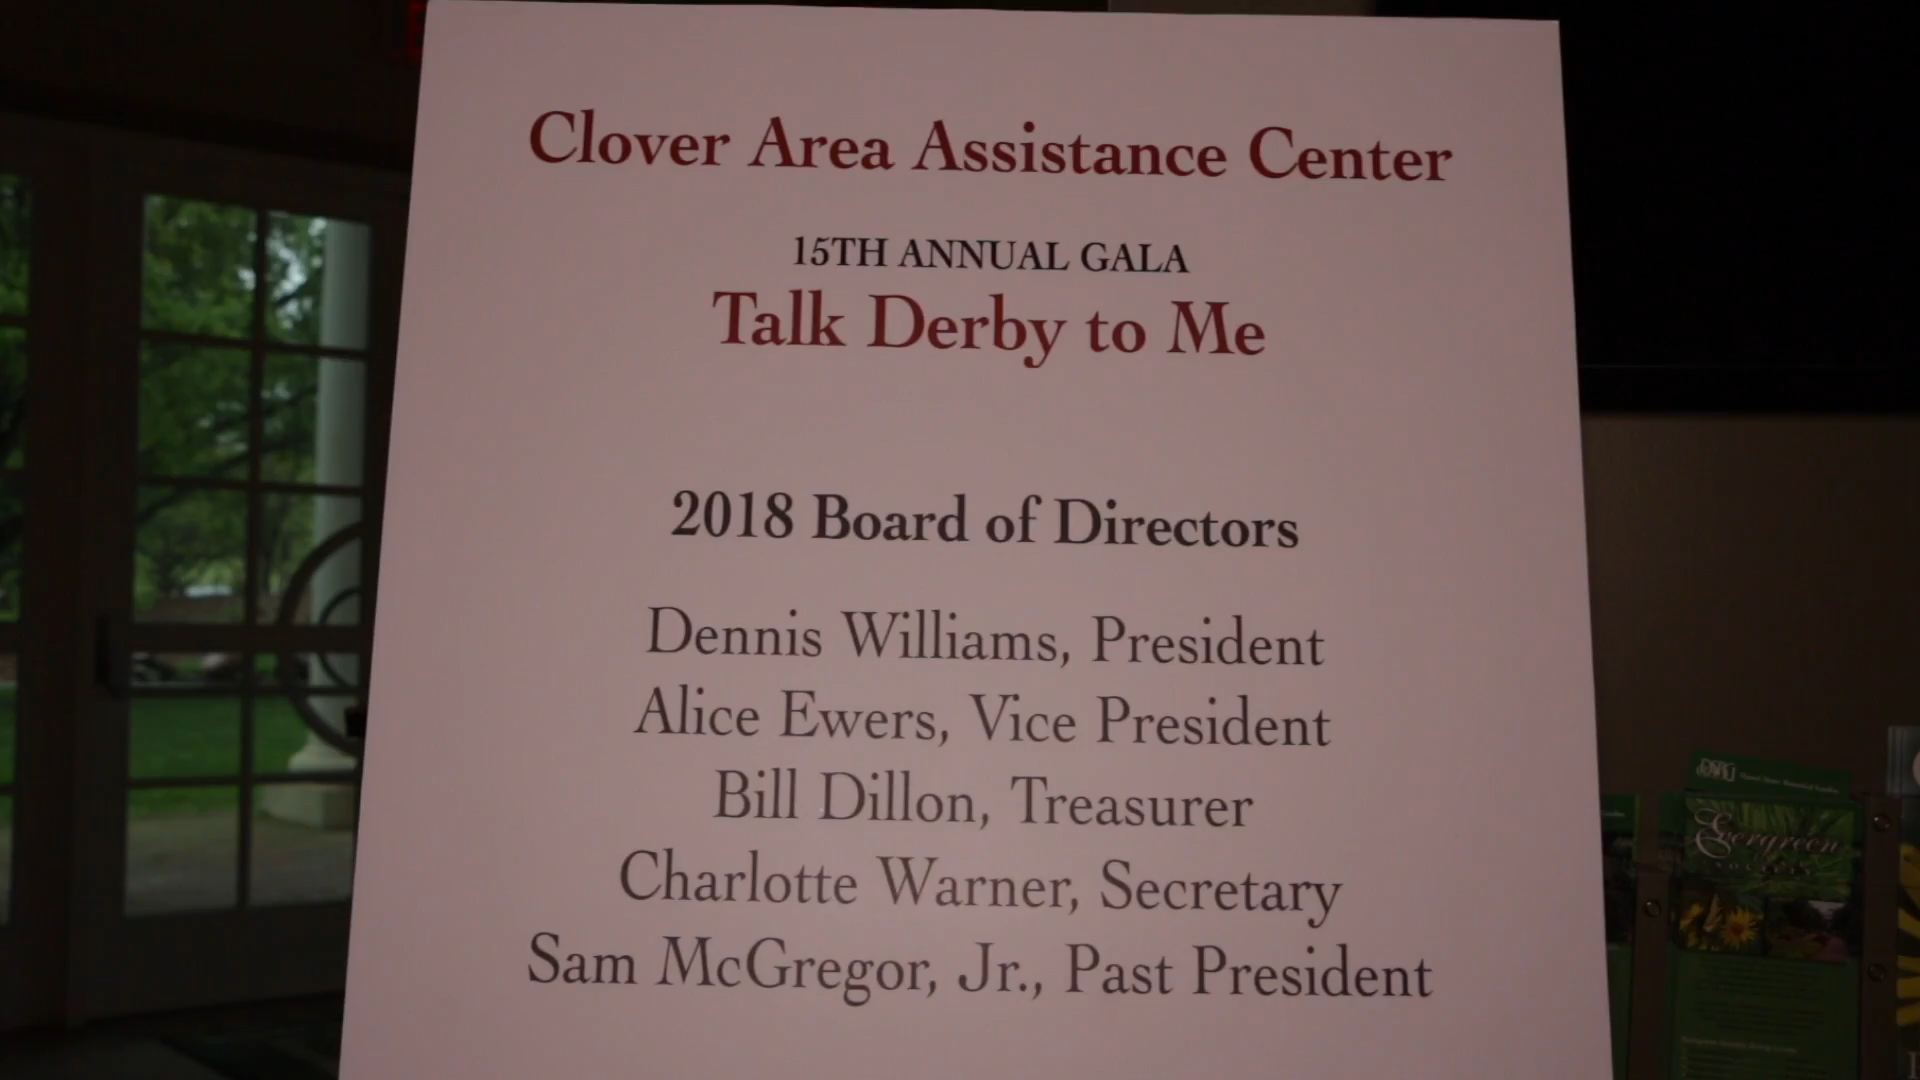 Clover Area Assistance Center
15TH ANNUAL GALA
Talk Derby to Me
2018 Board of Directors
Dennis Williams, President
Alice Ewers, Vice President
Bill Dillon, Treasurer
Charlotte Warner, Secretary
Sam McGregor, Jr., Past President
Evergreen